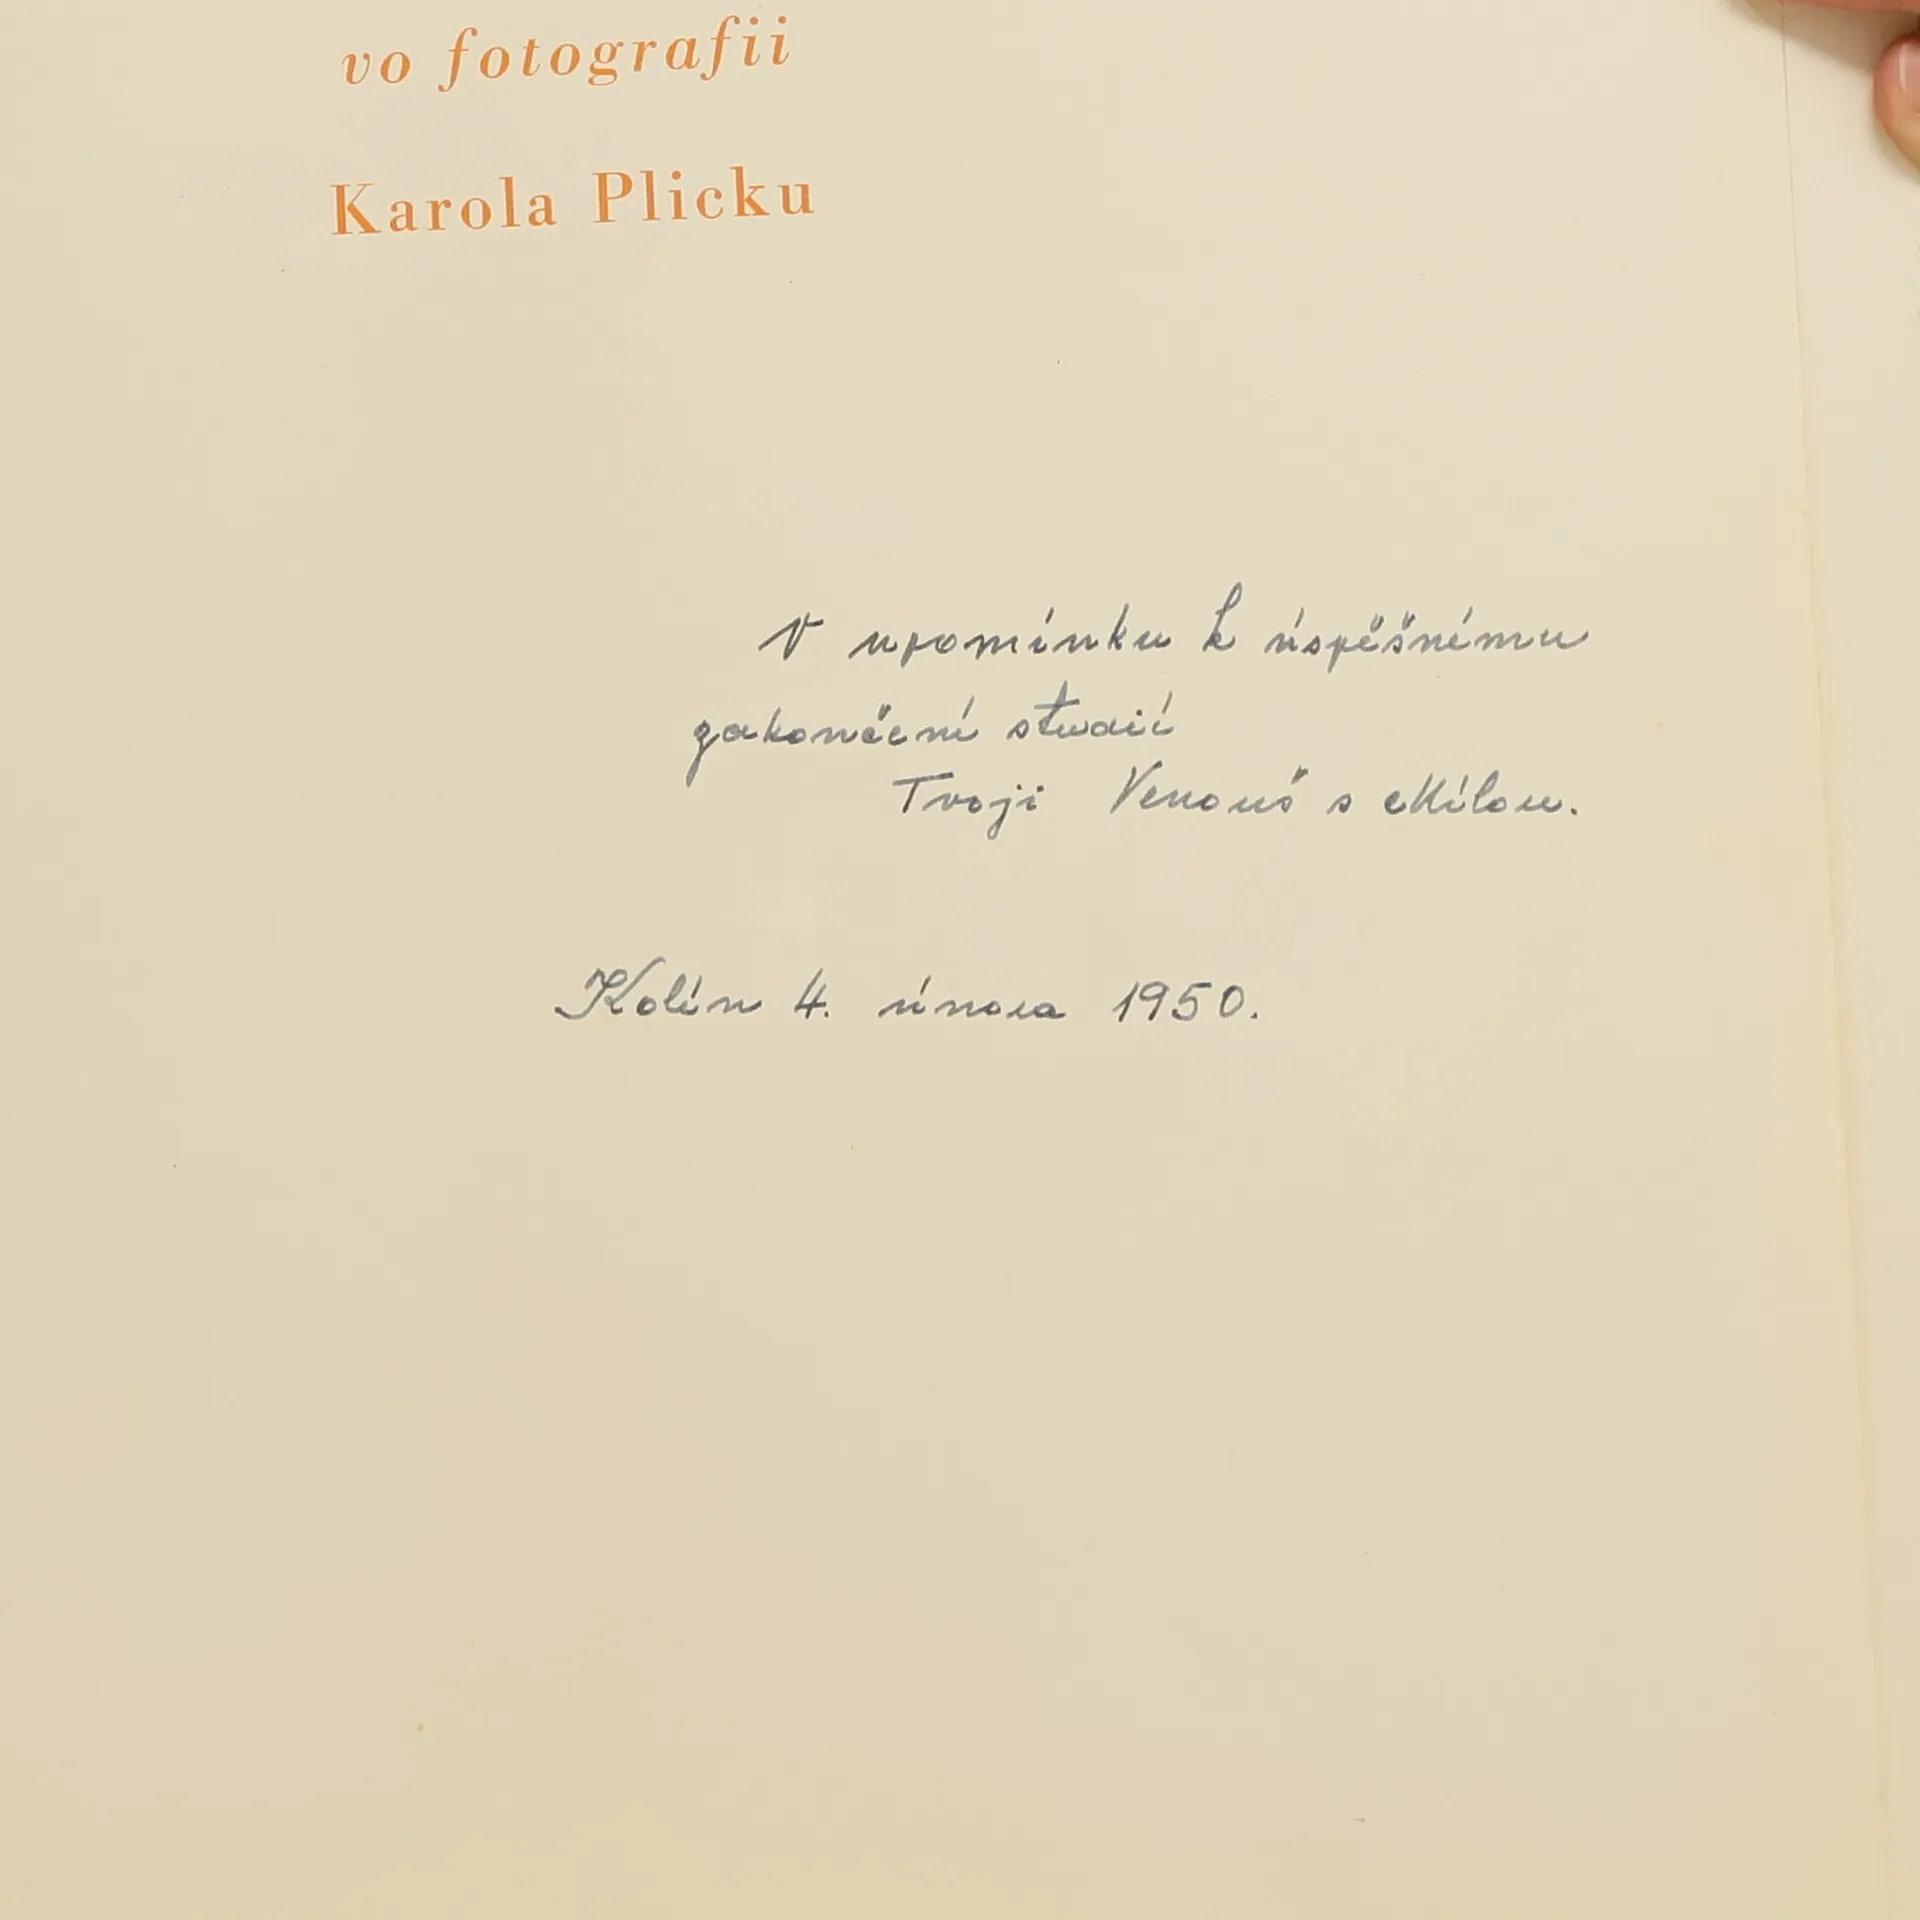 vo fotografii
Karola Plicku
V upomínku k úspěšnému
zakončení studií
Tvoji Venouš s Mílou.
Kolín 4. února 1950.